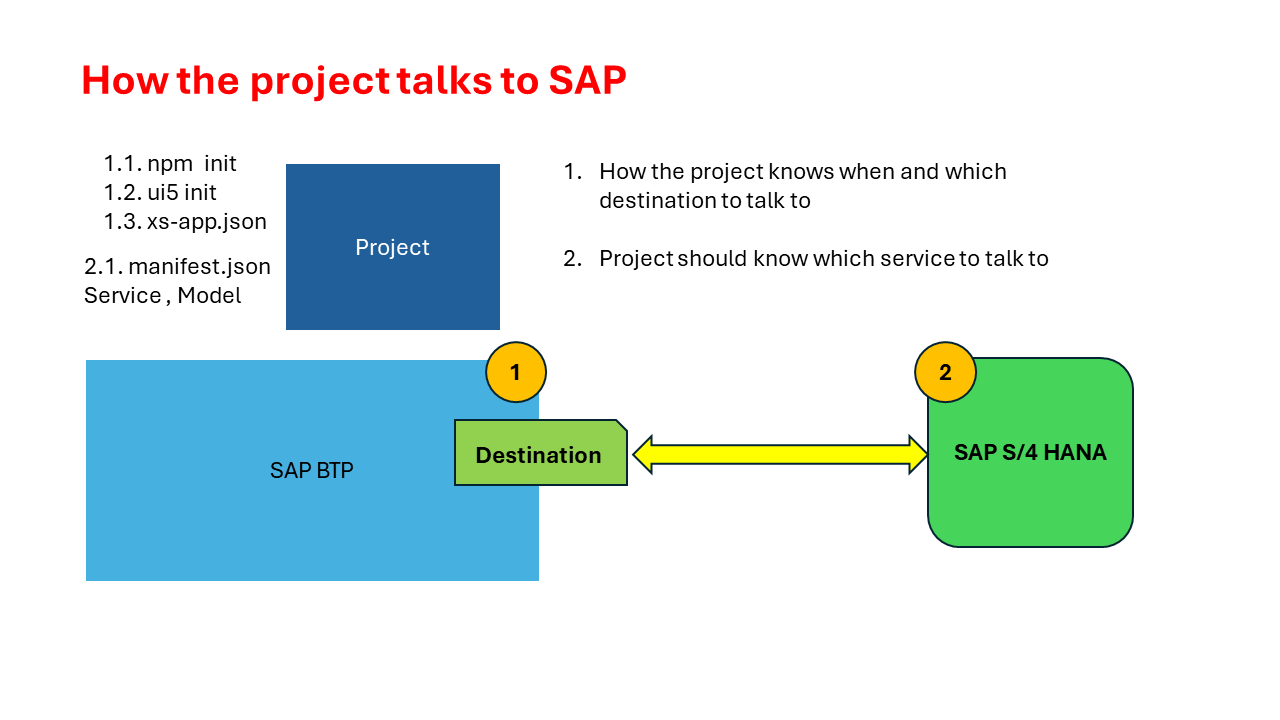 How the project talks to SAP
1.1. npm  init
1.2. ui5 init
1.3. xs-app.json
2.1. manifest.json
Service , Model
Project
1. How the project knows when and which
destination to talk to
2. Project should know which service to talk to
1
2
SAP BTP
Destination
SAP S/4 HANA